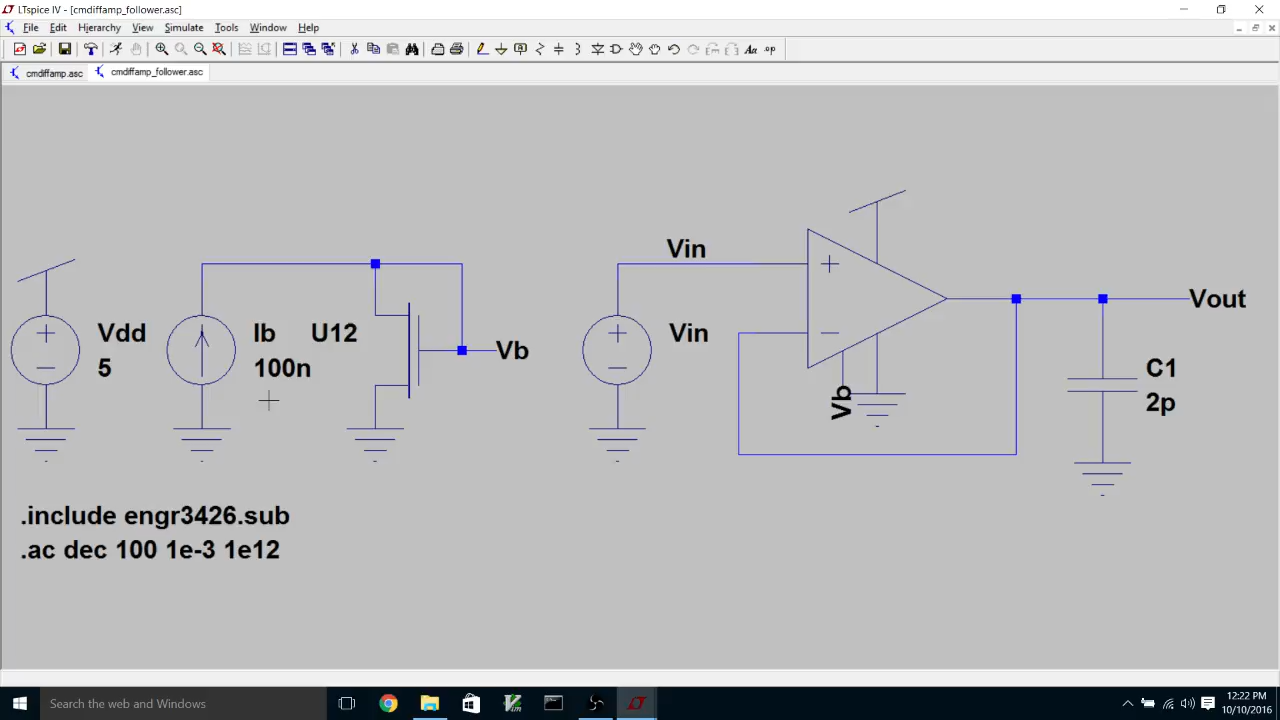 LTspice IV - [cmdiffamp_follower.asc]
File Edit Hierarchy View Simulate Tools Window Help
Aa .op
cmdiffamp.asc cmdiffamp_follower.asc
Vin
Vdd
5
Ib
100n
U12
Vb
Vin
Vb
Vout
C1
2p
.include engr3426.sub
.ac dec 100 1e-3 1e12
Search the web and Windows
12:22 PM
10/10/2016